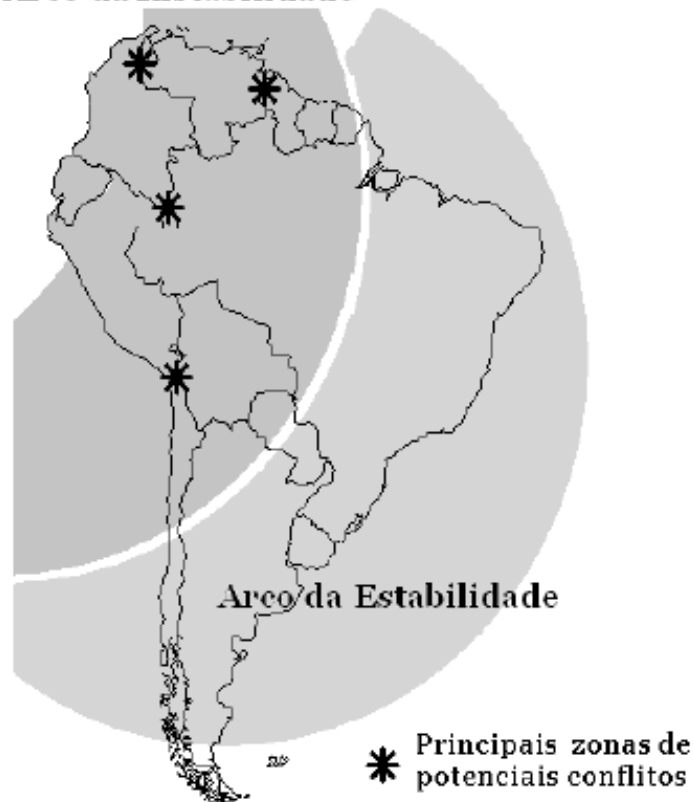 Arco da Estabilidade
Principais zonas de
potenciais conflitos